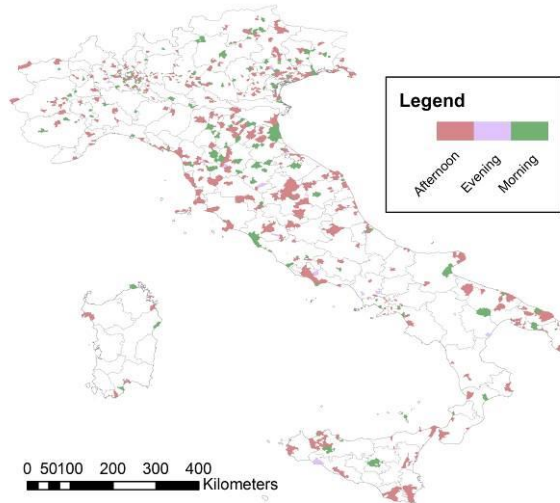 Legend
Afternoon
Evening
Morning
0 50100 200 300 400
Kilometers